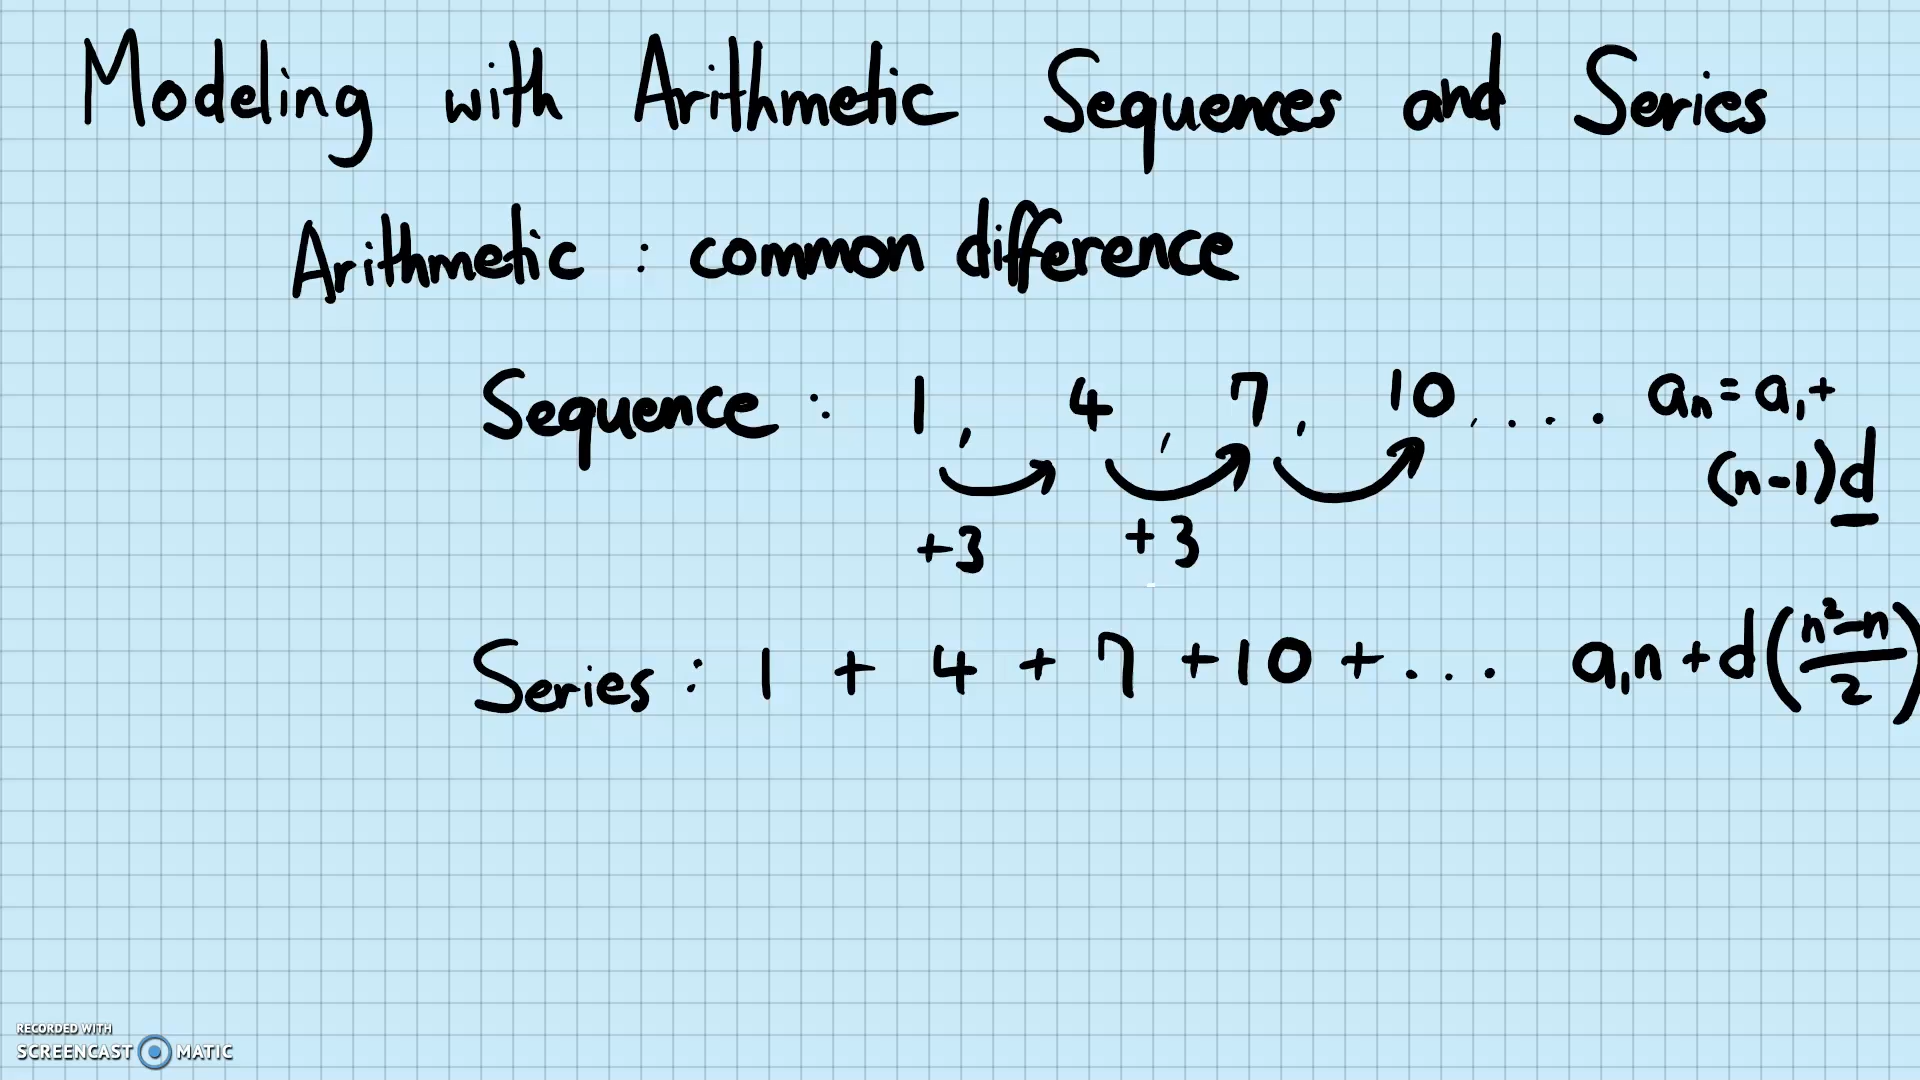 Modeling with Arithmetic Sequences and Series
Arithmetic : common difference
Sequence : 1, 4, 7, 10, .... aₙ = a₁ +
(n-1)d
+3 +3
Series : 1 + 4 + 7 + 10 + ... a₁n + d((n²-n)/2)
RECORDED WITH
SCREENCAST MATIC